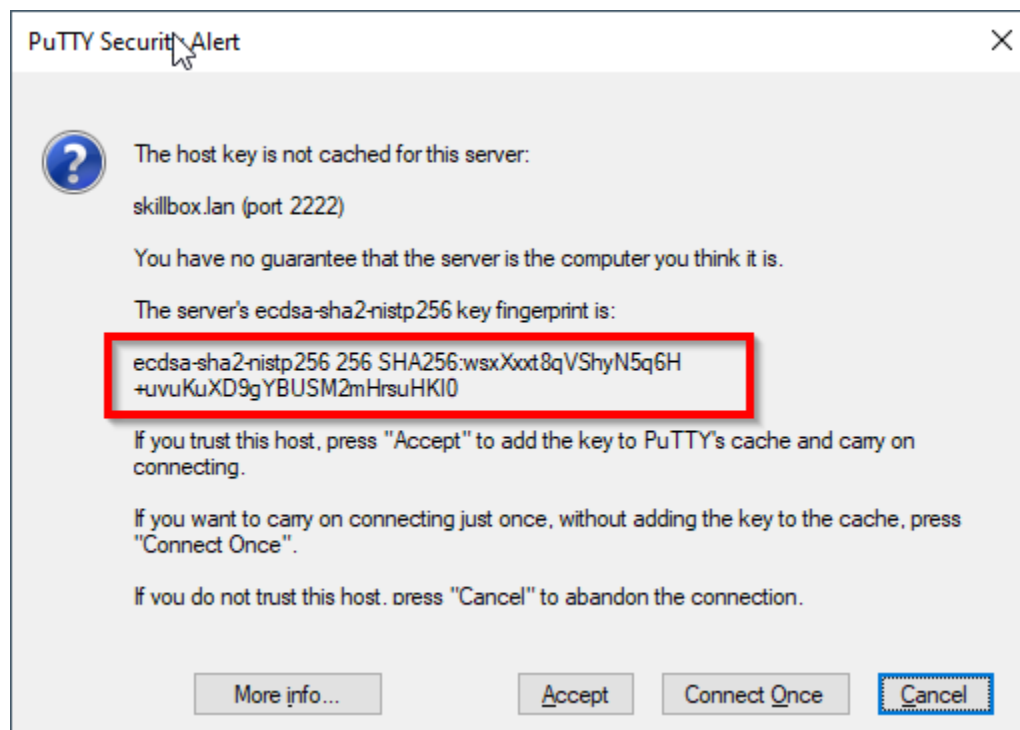 PuTTY Security Alert
The host key is not cached for this server:
skillbox.lan (port 2222)
You have no guarantee that the server is the computer you think it is.
The server's ecdsa-sha2-nistp256 key fingerprint is:
ecdsa-sha2-nistp256 256 SHA256:wsxXxxt8qVShyN5q6H
+uvuKuXD9gYBUSM2mHrsuHKI0
If you trust this host, press "Accept" to add the key to PuTTY's cache and carry on
connecting.
If you want to carry on connecting just once, without adding the key to the cache, press
"Connect Once".
If you do not trust this host, press "Cancel" to abandon the connection.
More info...
Accept
Connect Once
Cancel